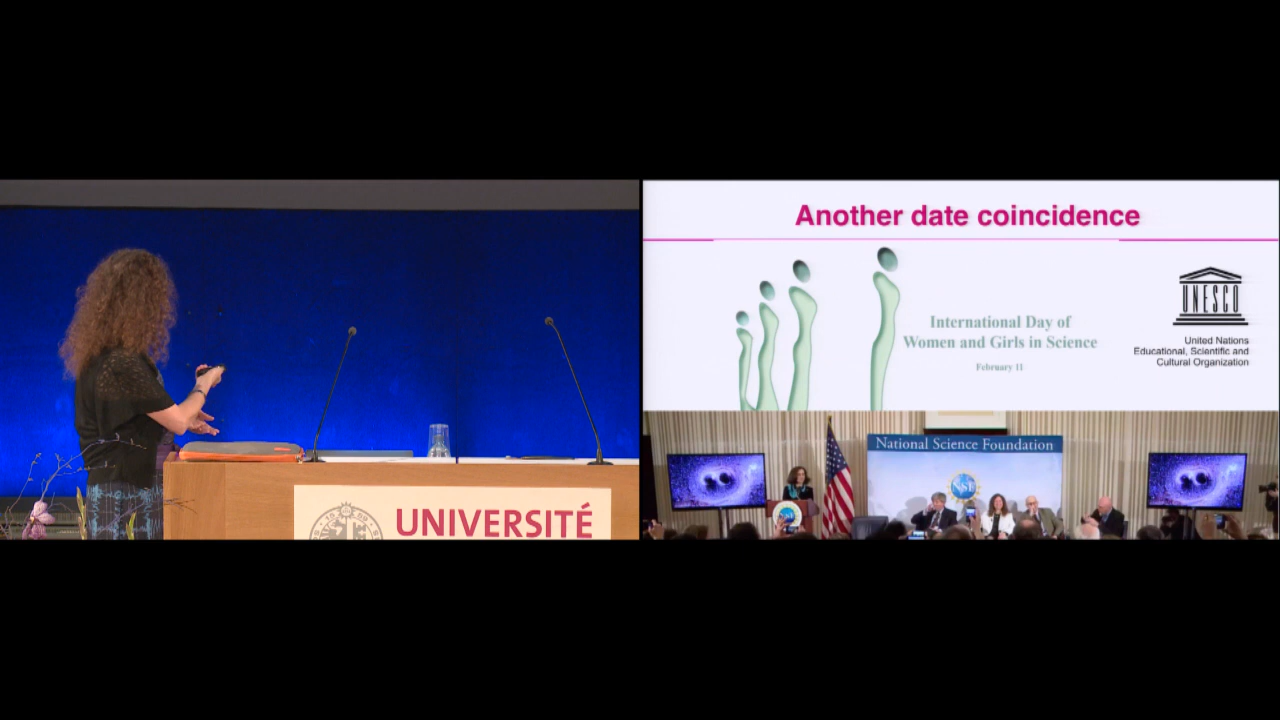 Another date coincidence
International Day of
Women and Girls in Science
February 11
UNESCO
United Nations
Educational, Scientific and
Cultural Organization
National Science Foundation
NSF
UNIVERSITÉ